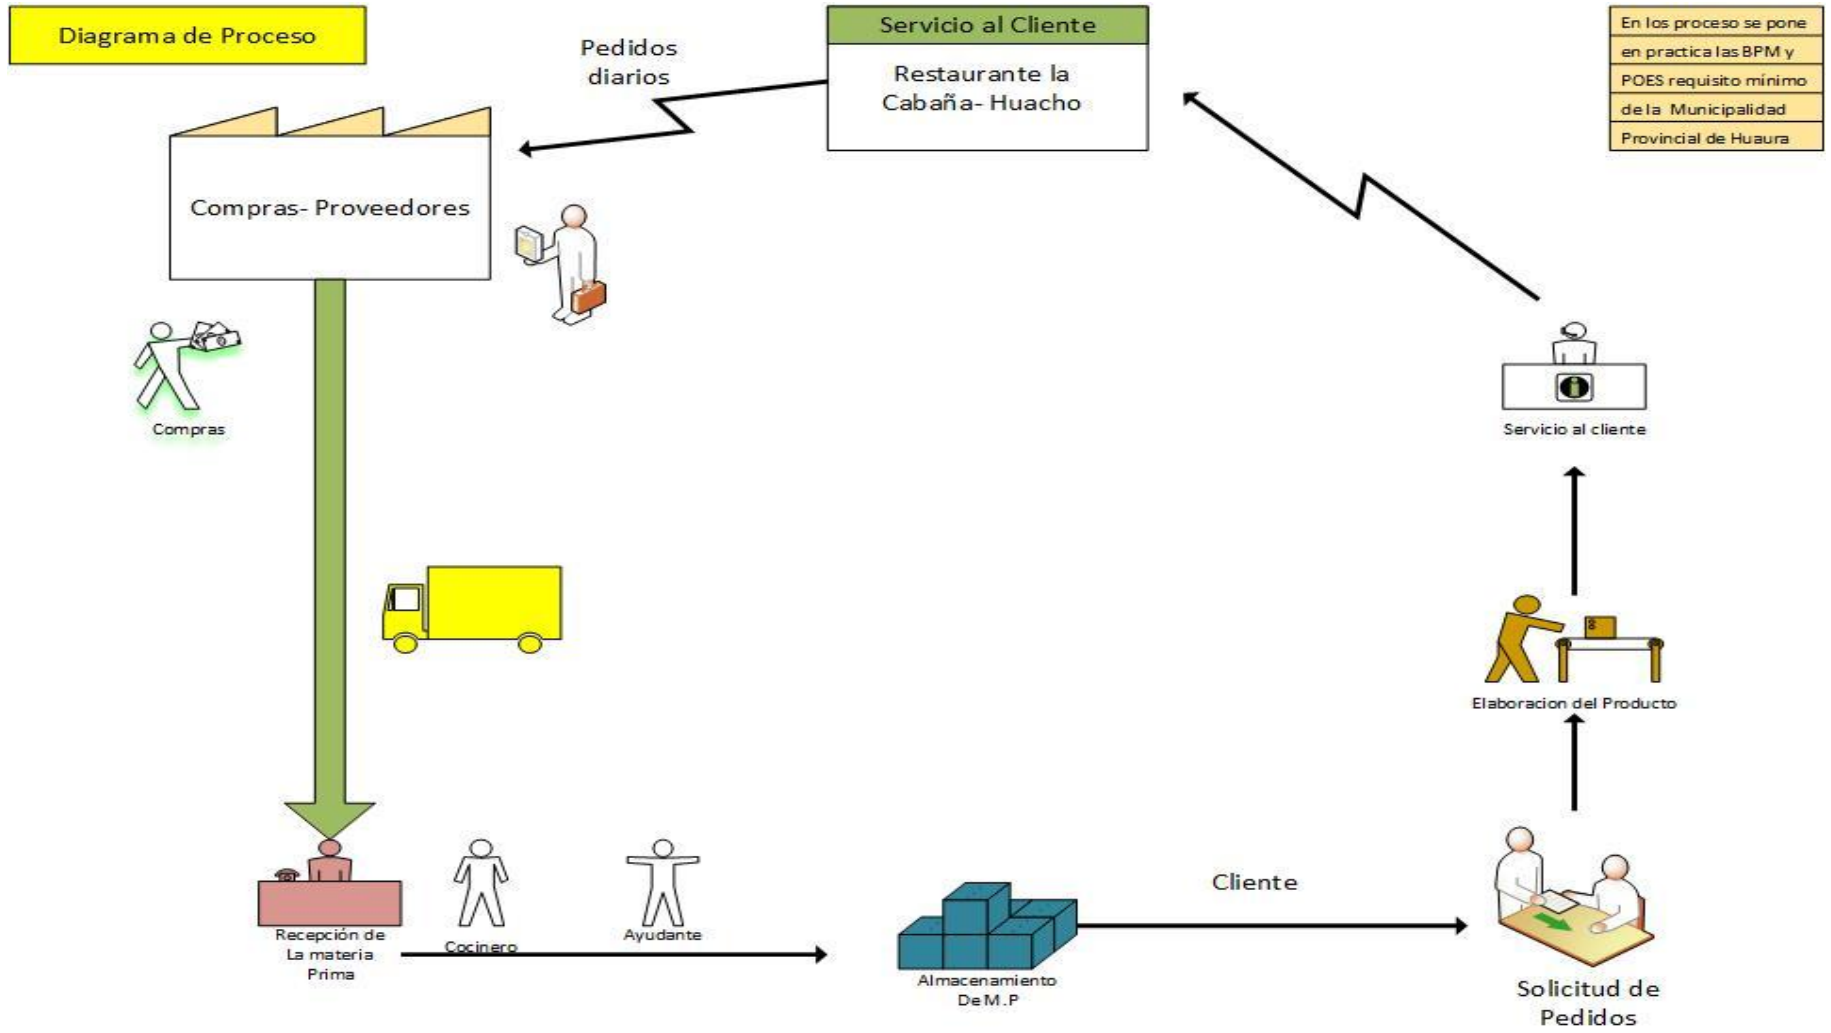 Diagrama de Proceso
Pedidos
diarios
Servicio al Cliente
Restaurante la
Cabaña- Huacho
En los proceso se pone
en practica las BPM y
POES requisito mínimo
de la Municipalidad
Provincial de Huaura
Compras- Proveedores
Compras
Servicio al cliente
Elaboracion del Producto
Recepción de
La materia
Prima
Cocinero
Ayudante
Almacenamiento
De M.P
Cliente
Solicitud de
Pedidos